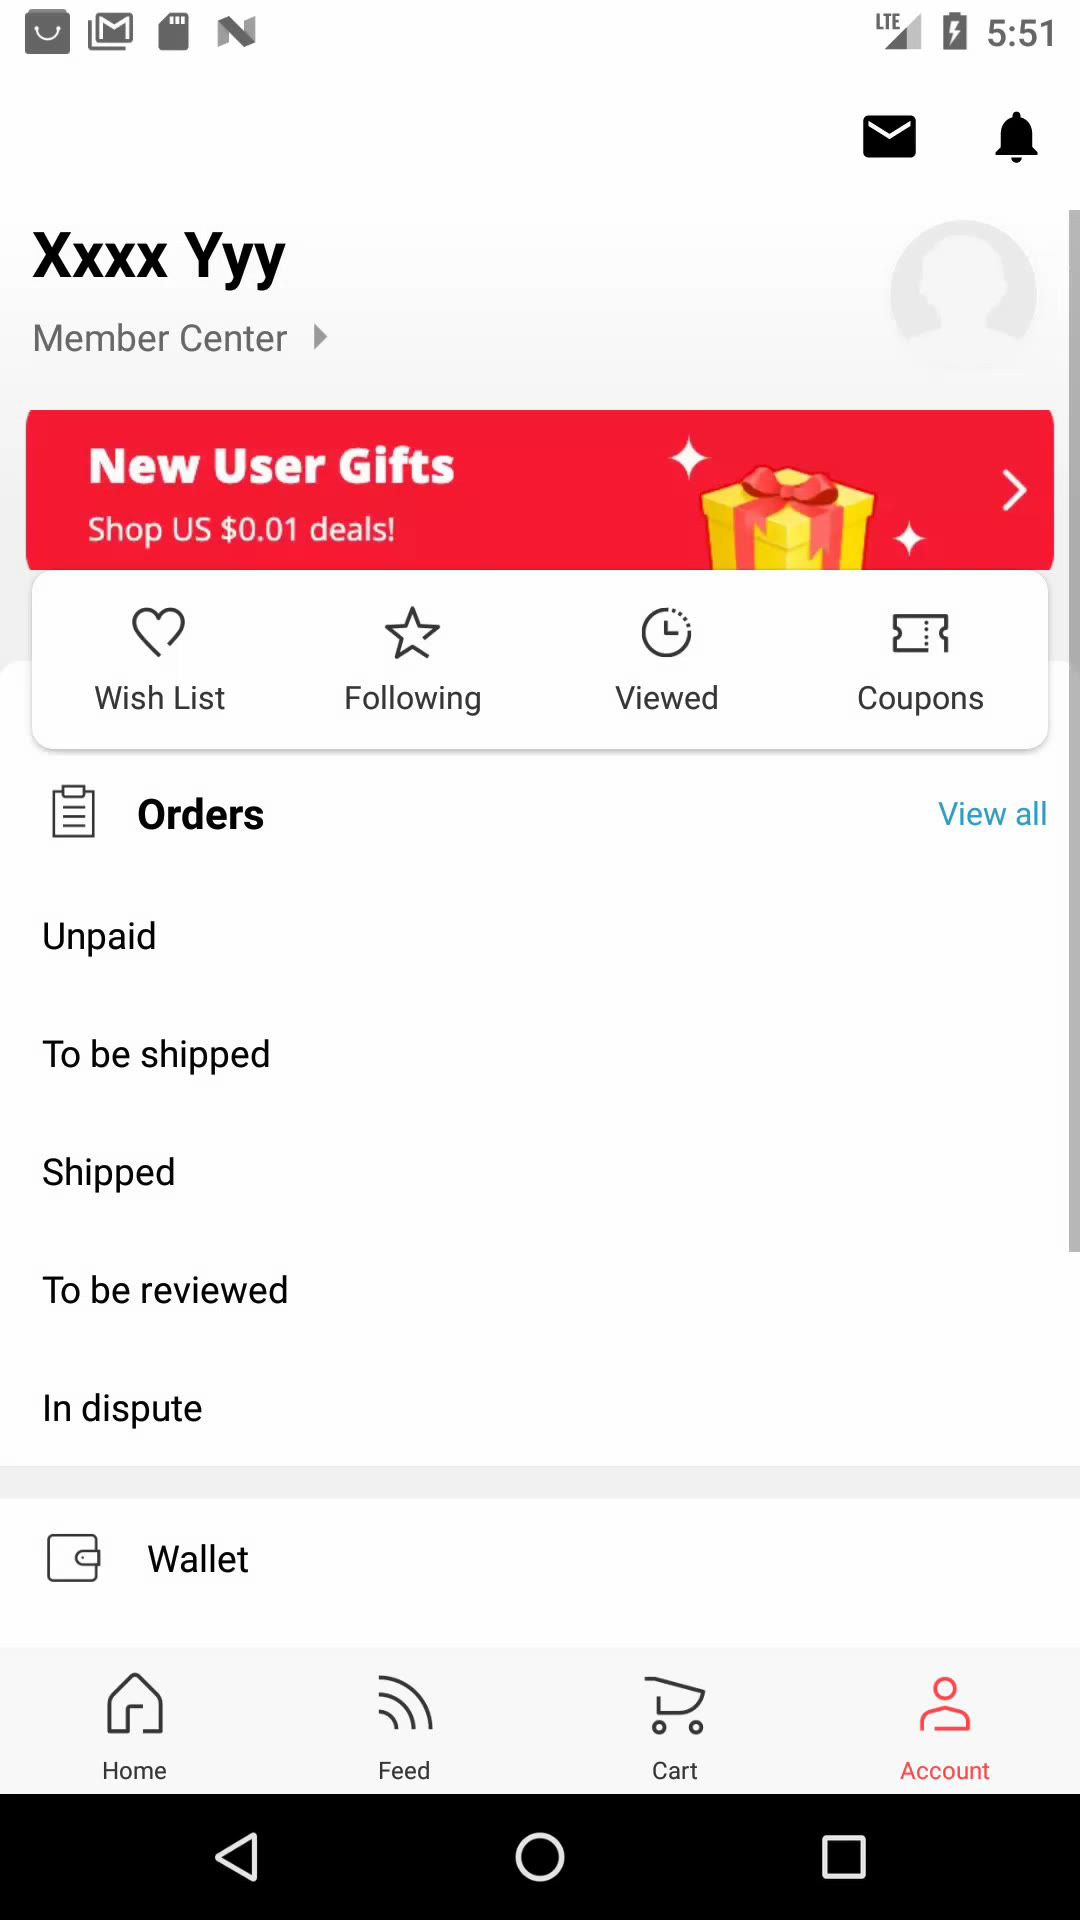 LTE 5:51
Xxxx Yyy
Member Center
New User Gifts
Shop US $0.01 deals!
Wish List Following Viewed Coupons
Orders View all
Unpaid
To be shipped
Shipped
To be reviewed
In dispute
Wallet
Home Feed Cart Account